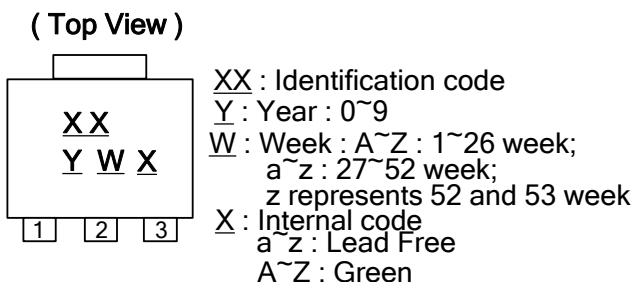 ( Top View )
XX
Y W X
1 2 3
XX : Identification code
Y : Year : 0~9
W : Week : A~Z : 1~26 week;
a~z : 27~52 week;
z represents 52 and 53 week
X : Internal code
a~z : Lead Free
A~Z : Green